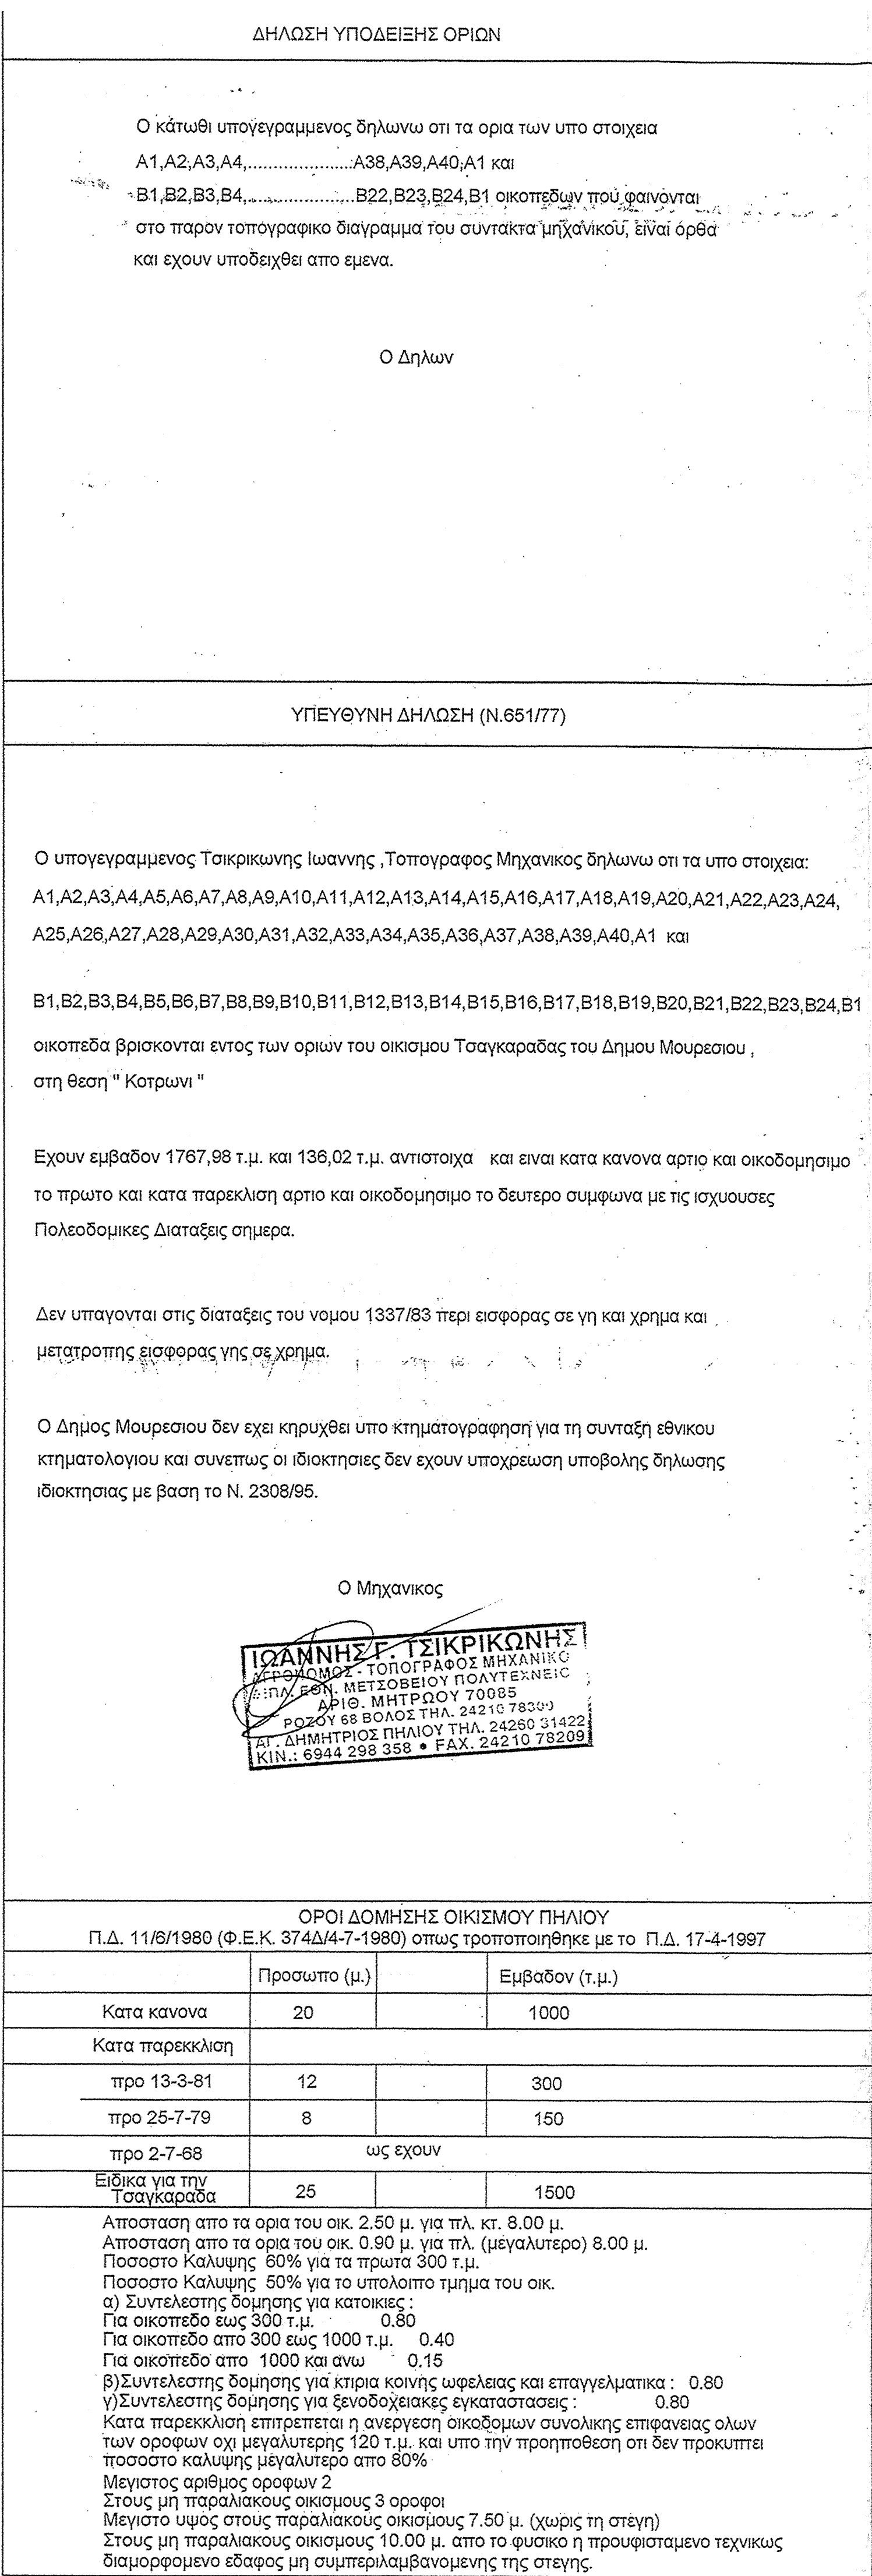 ΔΗΛΩΣΗ ΥΠΟΔΕΙΞΗΣ ΟΡΙΩΝ
Ο κάτωθι υπογεγραμμενος δηλωνω οτι τα ορια των υπο στοιχεια
Α1,Α2,Α3,Α4,.....................Α38,Α39,Α40,Α1 και
Β1,Β2,Β3,Β4,.....................Β22,Β23,Β24,Β1 οικοπεδων που φαινονται
στο παρον τοπογραφικο διαγραμμα του συντακτα μηχανικου, ειναι όρθα
και εχουν υποδειχθει απο εμενα.
Ο Δηλων
ΥΠΕΥΘΥΝΗ ΔΗΛΩΣΗ (Ν.651/77)
Ο υπογεγραμμενος Τσικρικωνης Ιωαννης ,Τοπογραφος Μηχανικος δηλωνω οτι τα υπο στοιχεια:
Α1,Α2,Α3,Α4,Α5,Α6,Α7,Α8,Α9,Α10,Α11,Α12,Α13,Α14,Α15,Α16,Α17,Α18,Α19,Α20,Α21,Α22,Α23,Α24,
Α25,Α26,Α27,Α28,Α29,Α30,Α31,Α32,Α33,Α34,Α35,Α36,Α37,Α38,Α39,Α40,Α1 και
Β1,Β2,Β3,Β4,Β5,Β6,Β7,Β8,Β9,Β10,Β11,Β12,Β13,Β14,Β15,Β16,Β17,Β18,Β19,Β20,Β21,Β22,Β23,Β24,Β1
οικοπεδα βρισκονται εντος των οριων του οικισμου Τσαγκαραδας του Δημου Μουρεσιου ,
στη θεση " Κοτρωνι "
Εχουν εμβαδον 1767,98 τ.μ. και 136,02 τ.μ. αντιστοιχα και ειναι κατα κανονα αρτιο και οικοδομησιμο
το πρωτο και κατα παρεκλιση αρτιο και οικοδομησιμο το δευτερο συμφωνα με τις ισχυουσες
Πολεοδομικες Διαταξεις σημερα.
Δεν υπαγονται στις διαταξεις του νομου 1337/83 περι εισφορας σε γη και χρημα και
μετατροπης εισφορας γης σε χρημα.
Ο Δημος Μουρεσιου δεν εχει κηρυχθει υπο κτηματογραφηση για τη συνταξη εθνικου
κτηματολογιου και συνεπως οι ιδιοκτησιες δεν εχουν υποχρεωση υποβολης δηλωσης
ιδιοκτησιας με βαση το Ν. 2308/95.
Ο Μηχανικος
ΙΩΑΝΝΗΣ Γ. ΤΣΙΚΡΙΚΩΝΗΣ
ΑΓΡΟΝΟΜΟΣ - ΤΟΠΟΓΡΑΦΟΣ ΜΗΧΑΝΙΚΟ
ΔΙΠΛ. ΕΘΝ. ΜΕΤΣΟΒΕΙΟΥ ΠΟΛΥΤΕΧΝΕΙΟ
ΑΡΙΘ. ΜΗΤΡΩΟΥ 70085
ΡΟΖΟΥ 68 ΒΟΛΟΣ ΤΗΛ. 24210 78300
ΑΓ. ΔΗΜΗΤΡΙΟΣ ΠΗΛΙΟΥ ΤΗΛ. 24260 31422
ΚΙΝ.: 6944 298 358 • FAX. 24210 78209
ΟΡΟΙ ΔΟΜΗΣΗΣ ΟΙΚΙΣΜΟΥ ΠΗΛΙΟΥ
Π.Δ. 11/6/1980 (Φ.Ε.Κ. 374Δ/4-7-1980) οπως τροποποιηθηκε με το Π.Δ. 17-4-1997
Προσωπο (μ.) Εμβαδον (τ.μ.)
Κατα κανονα 20 1000
Κατα παρεκκλιση
προ 13-3-81 12 300
προ 25-7-79 8 150
προ 2-7-68 ως εχουν
Ειδικα για την
Τσαγκαραδα 25 1500
Αποσταση απο τα ορια του οικ. 2.50 μ. για πλ. κτ. 8.00 μ.
Αποσταση απο τα ορια του οικ. 0.90 μ. για πλ. (μεγαλυτερο) 8.00 μ.
Ποσοστο Καλυψης 60% για τα πρωτα 300 τ.μ.
Ποσοστο Καλυψης 50% για το υπολοιπο τμημα του οικ.
α) Συντελεστης δομησης για κατοικιες :
Για οικοπεδο εως 300 τ.μ. 0.80
Για οικοπεδο απο 300 εως 1000 τ.μ. 0.40
Για οικοπεδο απο 1000 και ανω 0.15
β)Συντελεστης δομησης για κτιρια κοινης ωφελειας και επαγγελματικα : 0.80
γ)Συντελεστης δομησης για ξενοδοχειακες εγκαταστασεις : 0.80
Κατα παρεκκλιση επιτρεπεται η ανεργεση οικοδομων συνολικης επιφανειας ολων
των οροφων οχι μεγαλυτερης 120 τ.μ. και υπο την προηποθεση οτι δεν προκυπτει
ποσοστο καλυψης μεγαλυτερο απο 80%
Μεγιστος αριθμος οροφων 2
Στους μη παραλιακους οικισμους 3 οροφοι
Μεγιστο υψος στους παραλιακους οικισμους 7.50 μ. (χωρις τη στεγη)
Στους μη παραλιακους οικισμους 10.00 μ. απο το φυσικο η προυφισταμενο τεχνικως
διαμορφομενο εδαφος μη συμπεριλαμβανομενης της στεγης.